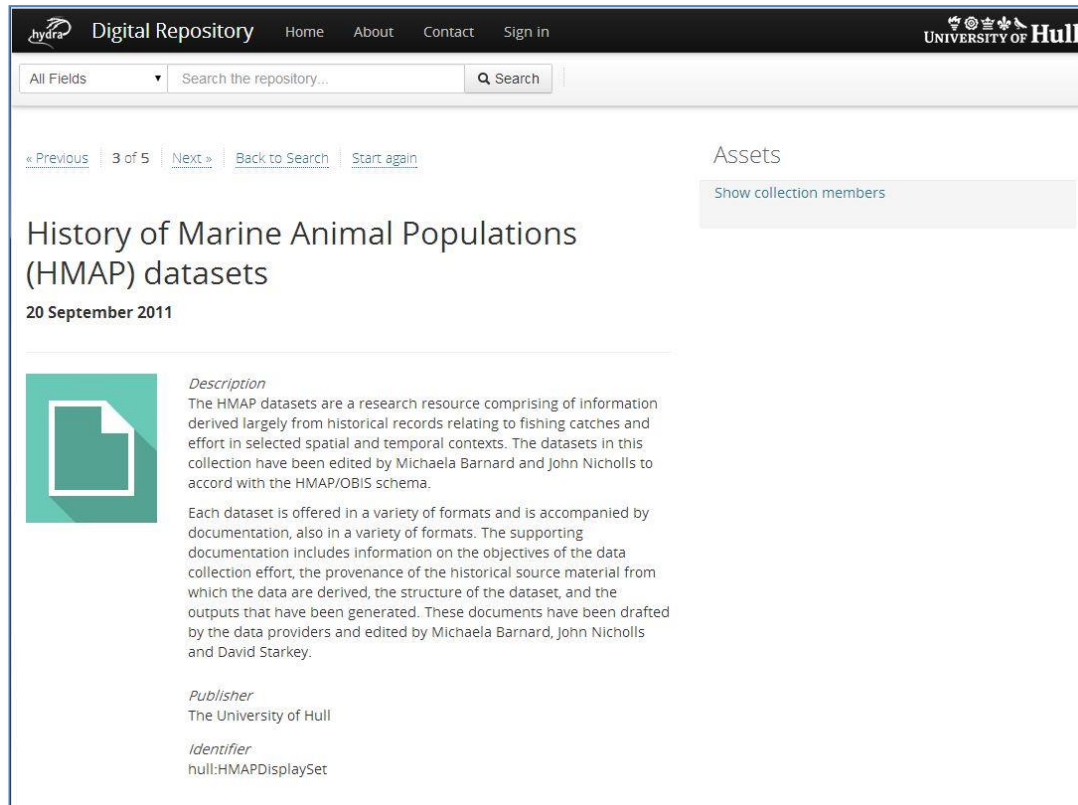 hydra Digital Repository Home About Contact Sign in UNIVERSITY OF Hull
All Fields Search the repository... Search
« Previous 3 of 5 Next » Back to Search Start again
Assets
Show collection members
History of Marine Animal Populations
(HMAP) datasets
20 September 2011
Description
The HMAP datasets are a research resource comprising of information
derived largely from historical records relating to fishing catches and
effort in selected spatial and temporal contexts. The datasets in this
collection have been edited by Michaela Barnard and John Nicholls to
accord with the HMAP/OBIS schema.
Each dataset is offered in a variety of formats and is accompanied by
documentation, also in a variety of formats. The supporting
documentation includes information on the objectives of the data
collection effort, the provenance of the historical source material from
which the data are derived, the structure of the dataset, and the
outputs that have been generated. These documents have been drafted
by the data providers and edited by Michaela Barnard, John Nicholls
and David Starkey.
Publisher
The University of Hull
Identifier
hull:HMAPDisplaySet